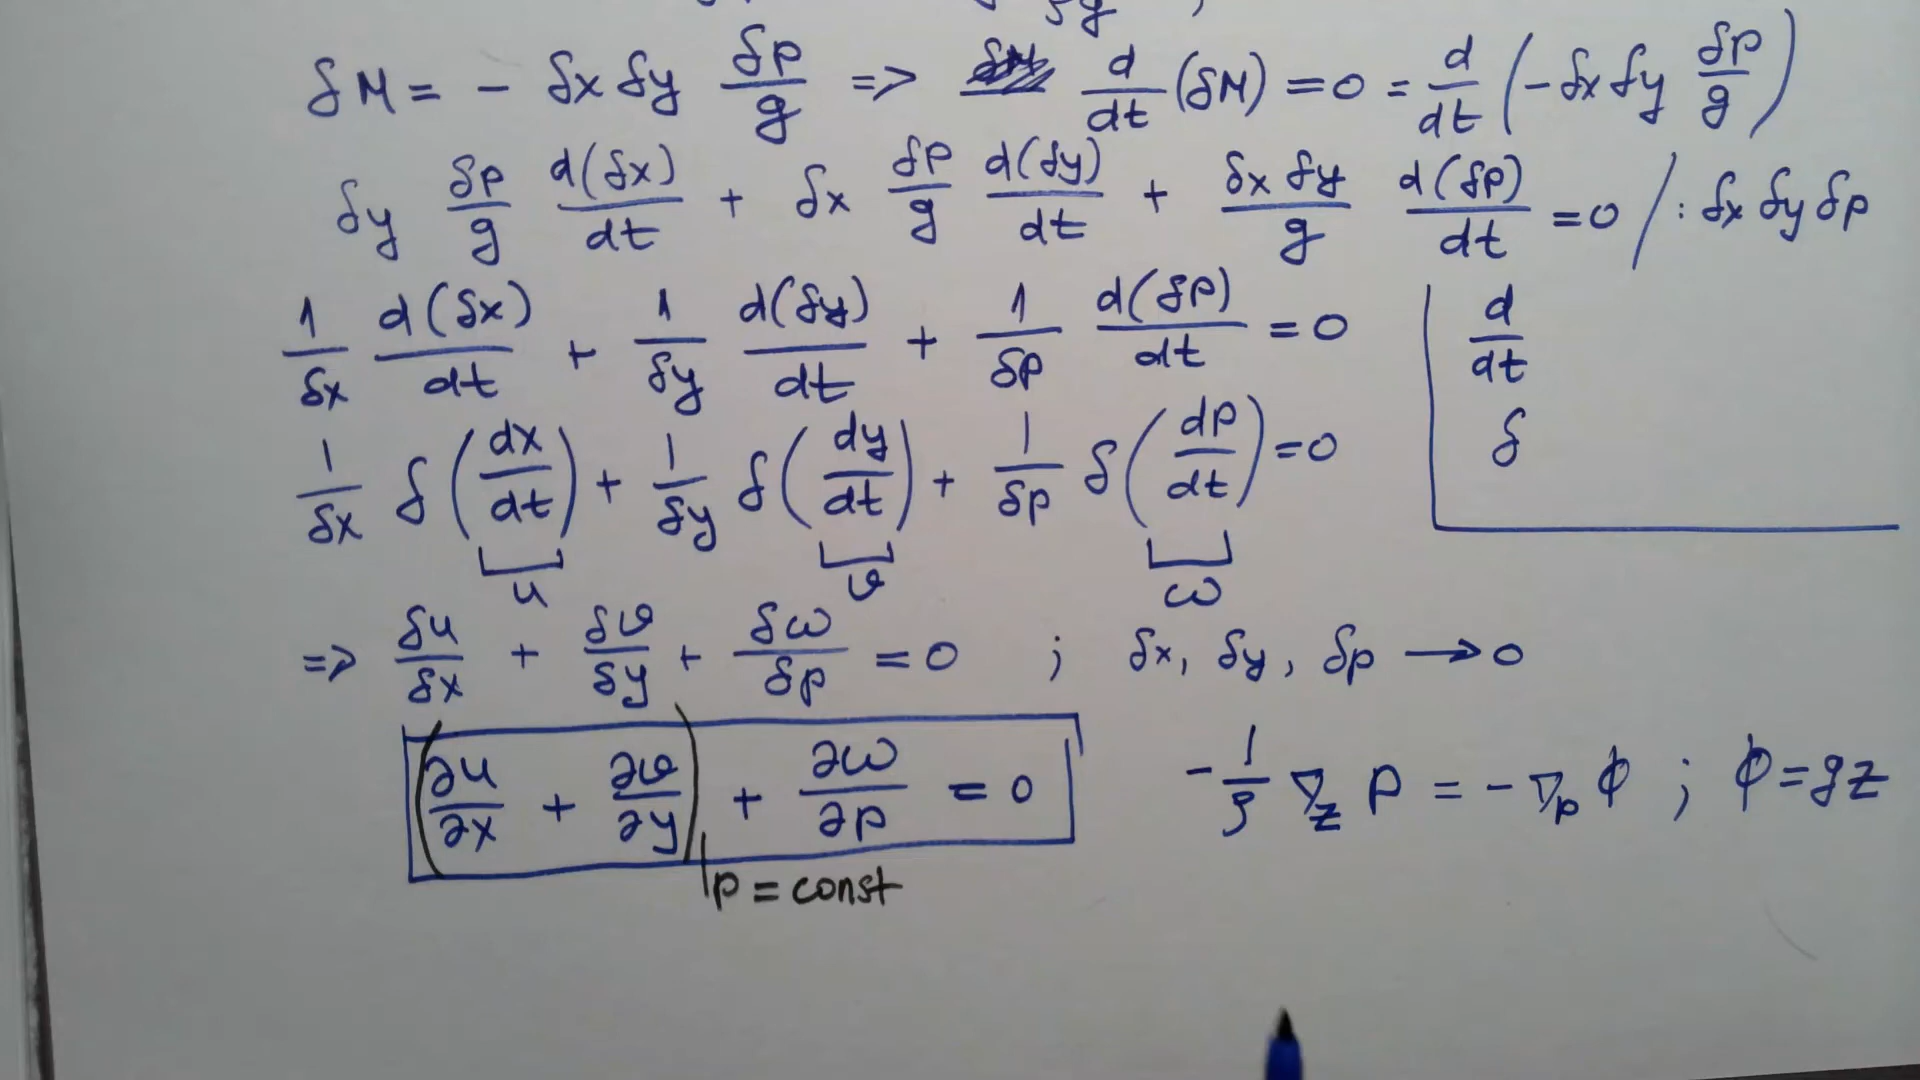 δM = - δx δy δp/g => d/dt (δM) = 0 = d/dt (- δx δy δp/g)
δy δp/g d(δx)/dt + δx δp/g d(δy)/dt + δx δy/g d(δp)/dt = 0 /: δx δy δp
1/δx d(δx)/dt + 1/δy d(δy)/dt + 1/δp d(δp)/dt = 0
d/dt
1/δx δ(dx/dt) + 1/δy δ(dy/dt) + 1/δp δ(dp/dt) = 0
δ
u v ω
=> δu/δx + δv/δy + δω/δp = 0 ; δx, δy, δp → 0
(∂u/∂x + ∂v/∂y) + ∂ω/∂p = 0
p = const
- 1/ρ ∇z P = - ∇p ϕ ; ϕ = gz